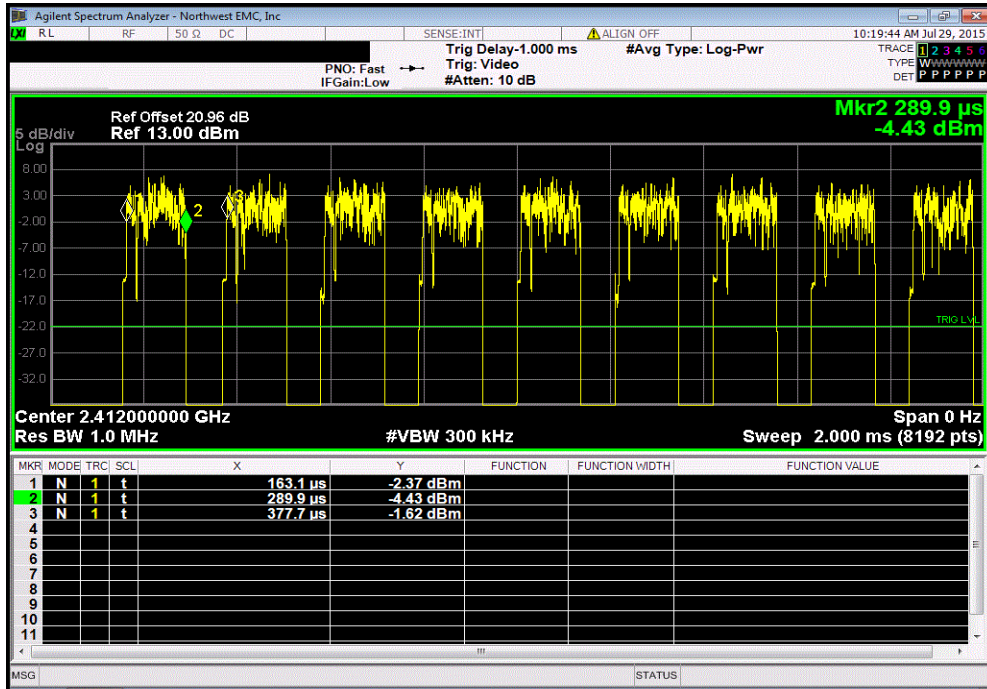 Agilent Spectrum Analyzer - Northwest EMC, Inc
LXI RL RF 50 Ω DC SENSE:INT ALIGN OFF 10:19:44 AM Jul 29, 2015
Trig Delay-1.000 ms #Avg Type: Log-Pwr TRACE 1 2 3 4 5 6
PNO: Fast Trig: Video TYPE WWWWWW
IFGain:Low #Atten: 10 dB DET P P P P P P
Mkr2 289.9 µs
Ref Offset 20.96 dB
5 dB/div Ref 13.00 dBm -4.43 dBm
Log
8.00
3.00
1 2 3
-2.00
-7.00
-12.0
-17.0
-22.0 TRIG LVL
-27.0
-32.0
Center 2.412000000 GHz Span 0 Hz
Res BW 1.0 MHz #VBW 300 kHz Sweep 2.000 ms (8192 pts)
MKR MODE TRC SCL X Y FUNCTION FUNCTION WIDTH FUNCTION VALUE
1 N 1 t 163.1 µs -2.37 dBm
2 N 1 t 289.9 µs -4.43 dBm
3 N 1 t 377.7 µs -1.62 dBm
4
5
6
7
8
9
10
11
MSG STATUS